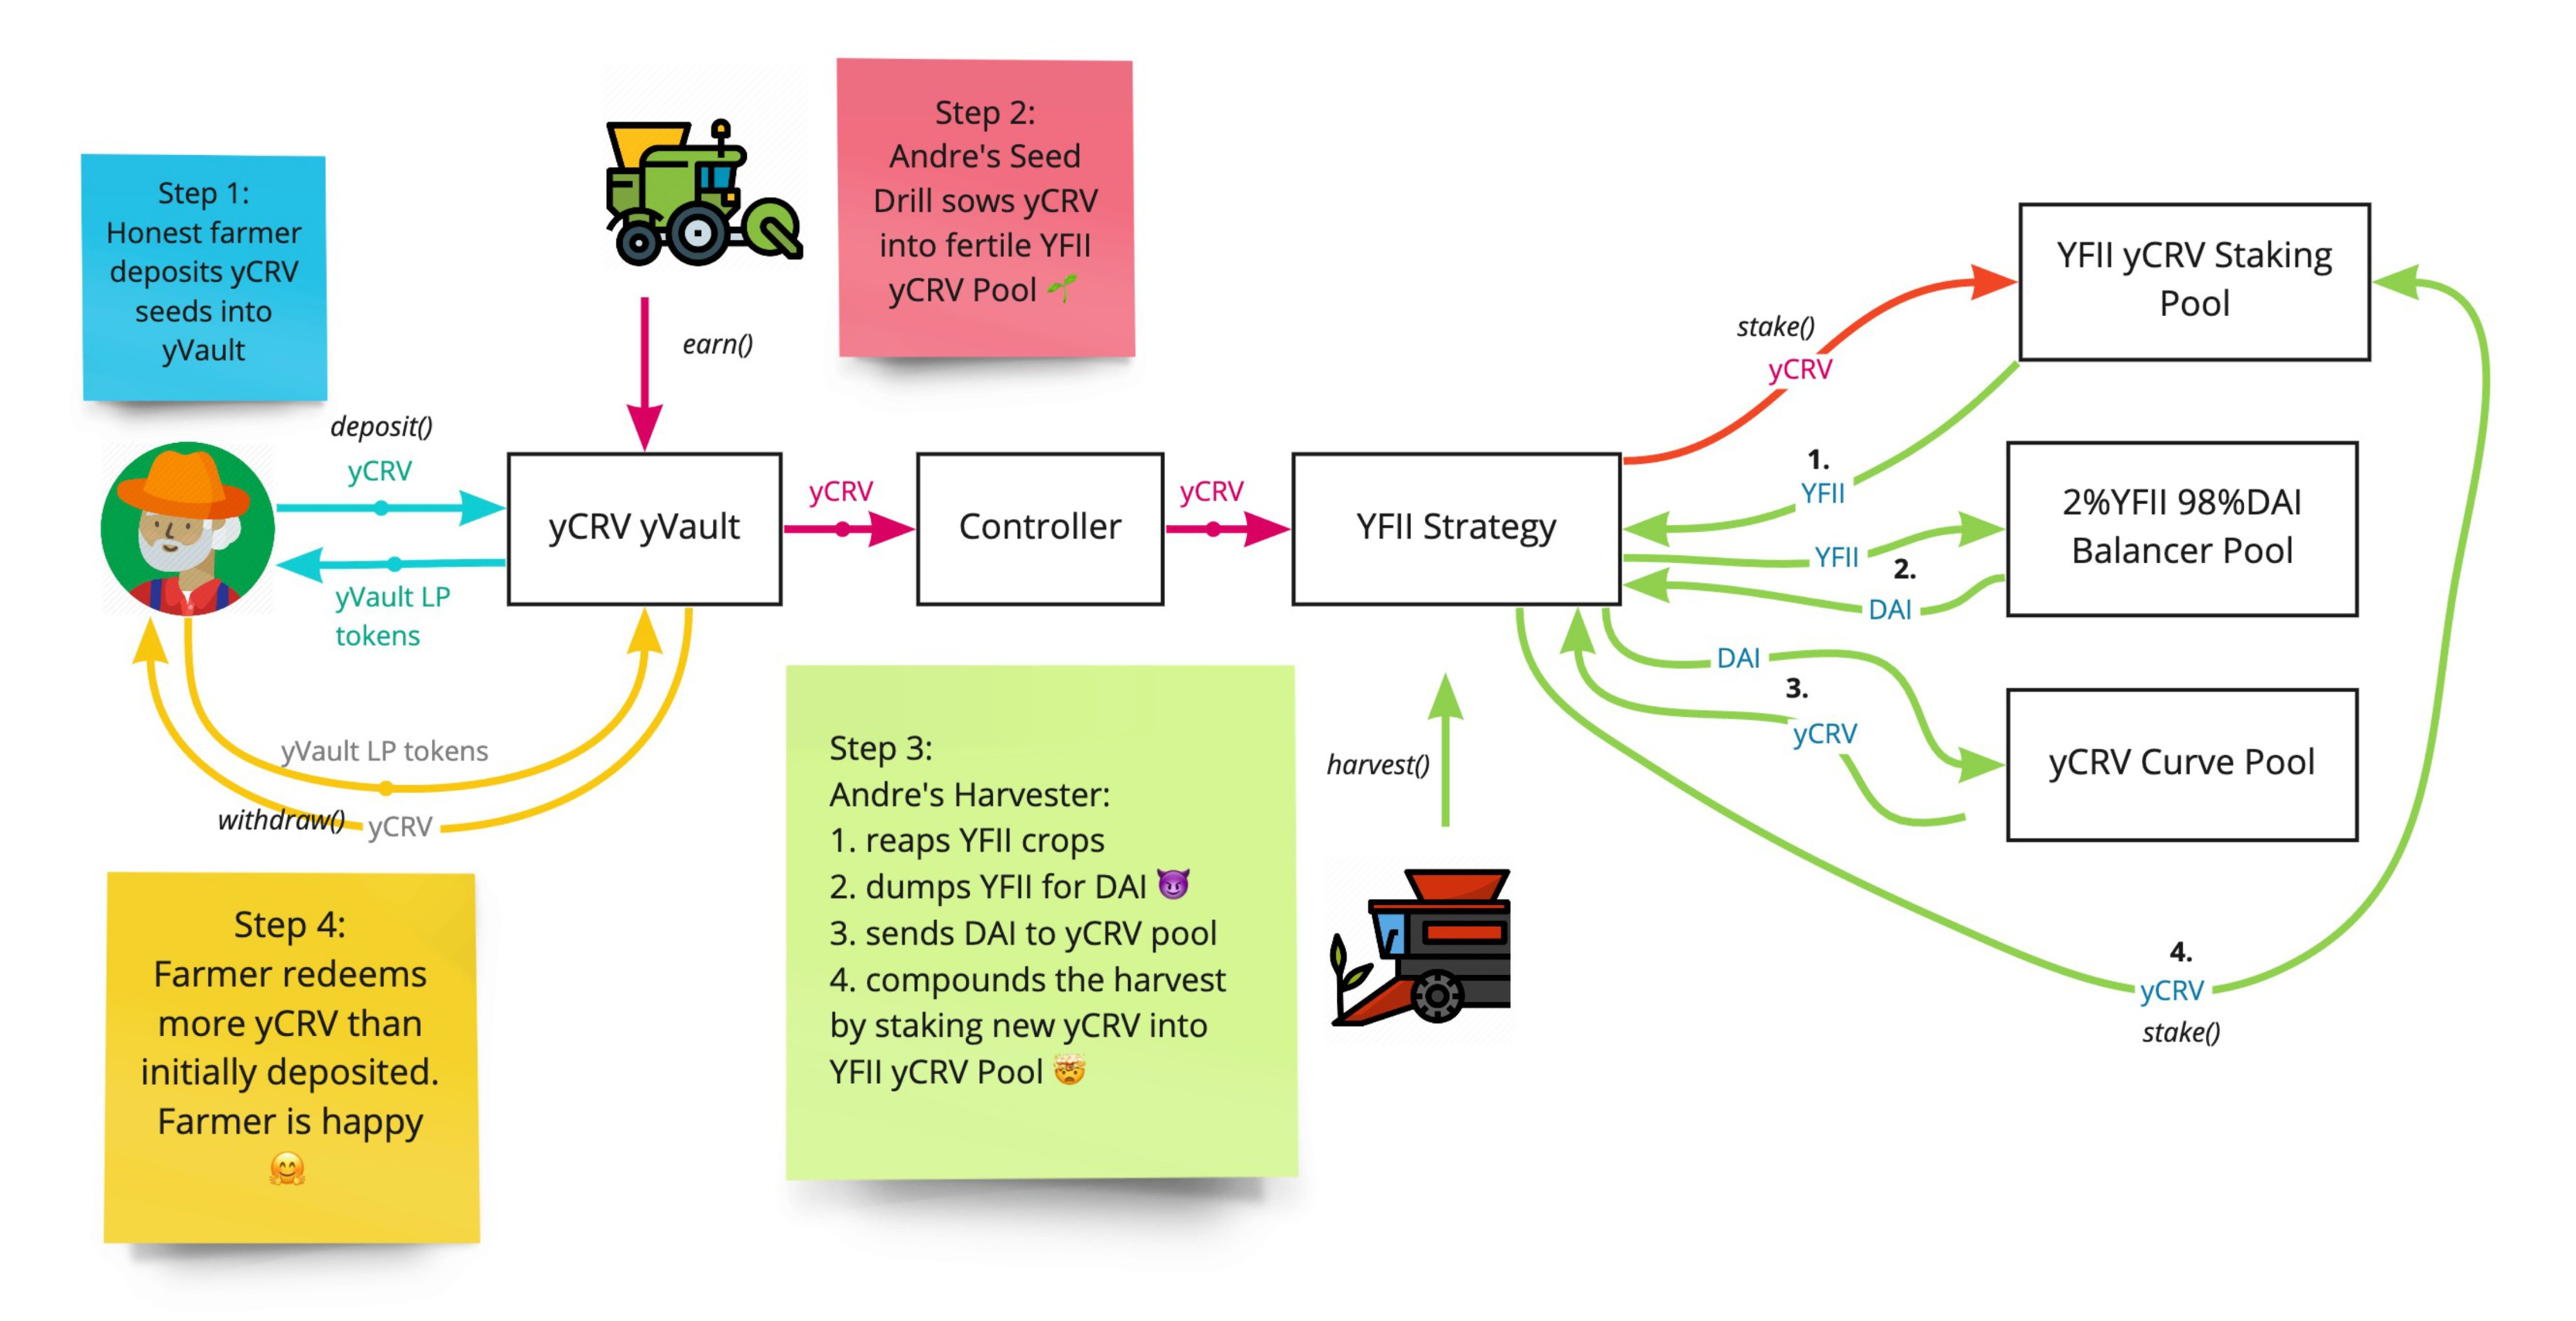 Step 1:
Honest farmer
deposits yCRV
seeds into
yVault
Step 2:
Andre's Seed
Drill sows yCRV
into fertile YFII
yCRV Pool 🌱
earn()
deposit()
yCRV
yVault LP
tokens
yCRV yVault
yCRV
Controller
yCRV
YFII Strategy
stake()
yCRV
YFII yCRV Staking
Pool
1.
YFII
YFII
2.
DAI
2%YFII 98%DAI
Balancer Pool
DAI
3.
yCRV
yCRV Curve Pool
yVault LP tokens
withdraw()
yCRV
harvest()
Step 3:
Andre's Harvester:
1. reaps YFII crops
2. dumps YFII for DAI 😈
3. sends DAI to yCRV pool
4. compounds the harvest
by staking new yCRV into
YFII yCRV Pool 🤯
4.
yCRV
stake()
Step 4:
Farmer redeems
more yCRV than
initially deposited.
Farmer is happy
🤗